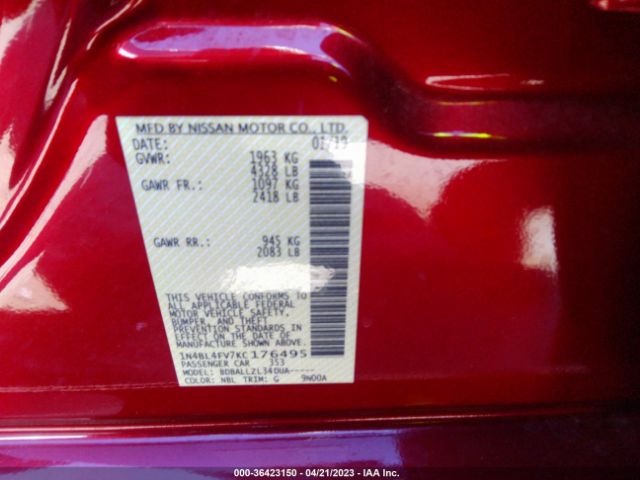 MFD BY NISSAN MOTOR CO., LTD.
DATE: 01/19
GVWR: 1963 KG
4328 LB
GAWR FR.: 1097 KG
2418 LB
GAWR RR.: 945 KG
2083 LB
THIS VEHICLE CONFORMS TO
ALL APPLICABLE FEDERAL
MOTOR VEHICLE SAFETY,
BUMPER, AND THEFT
PREVENTION STANDARDS
IN EFFECT ON THE DATE OF
MANUFACTURE SHOWN ABOVE.
1N4BL4FV7KC176495
PASSENGER CAR 353
MODEL: BDBALLZL34DUA-----
COLOR: NBL TRIM: G 9N00A
000-36423150 - 04/21/2023 - IAA Inc.